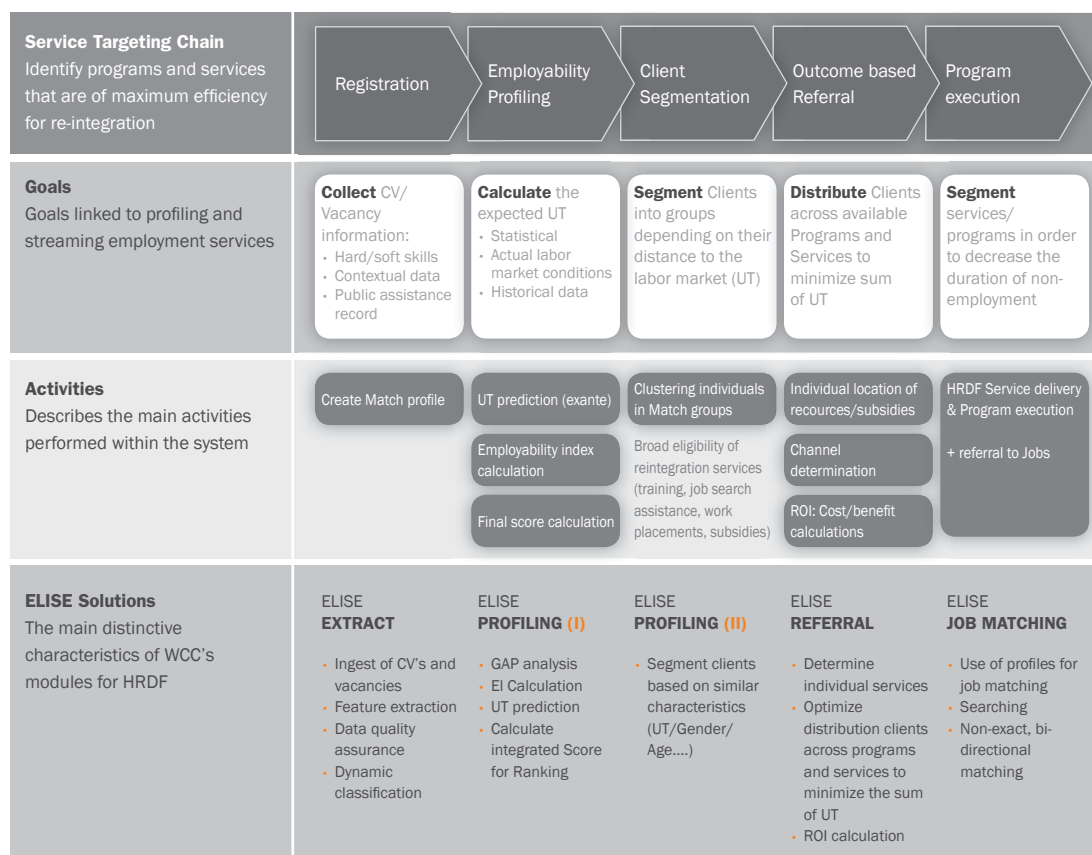 Service Targeting Chain
Identify programs and services
that are of maximum efficiency
for re-integration
Registration
Employability
Profiling
Client
Segmentation
Outcome based
Referral
Program
execution
Goals
Goals linked to profiling and
streaming employment services
Collect CV/
Vacancy
information:
• Hard/soft skills
• Contextual data
• Public assistance
record
Calculate the
expected UT
• Statistical
• Actual labor
market conditions
• Historical data
Segment Clients
into groups
depending on their
distance to the
labor market (UT)
Distribute Clients
across available
Programs and
Services to
minimize sum
of UT
Segment
services/
programs in order
to decrease the
duration of non-
employment
Activities
Describes the main activities
performed within the system
Create Match profile
UT prediction (exante)
Employability index
calculation
Final score calculation
Clustering individuals
in Match groups
Broad eligibility of
reintegration services
(training, job search
assistance, work
placements, subsidies)
Individual location of
recources/subsidies
Channel
determination
ROI: Cost/benefit
calculations
HRDF Service delivery
& Program execution
+ referral to Jobs
ELISE Solutions
The main distinctive
characteristics of WCC's
modules for HRDF
ELISE
EXTRACT
• Ingest of CV's and
vacancies
• Feature extraction
• Data quality
assurance
• Dynamic
classification
ELISE
PROFILING (I)
• GAP analysis
• EI Calculation
• UT prediction
• Calculate
integrated Score
for Ranking
ELISE
PROFILING (II)
• Segment clients
based on similar
characteristics
(UT/Gender/
Age....)
ELISE
REFERRAL
• Determine
individual services
• Optimize
distribution clients
across programs
and services to
minimize the sum
of UT
• ROI calculation
ELISE
JOB MATCHING
• Use of profiles for
job matching
• Searching
• Non-exact, bi-
directional
matching